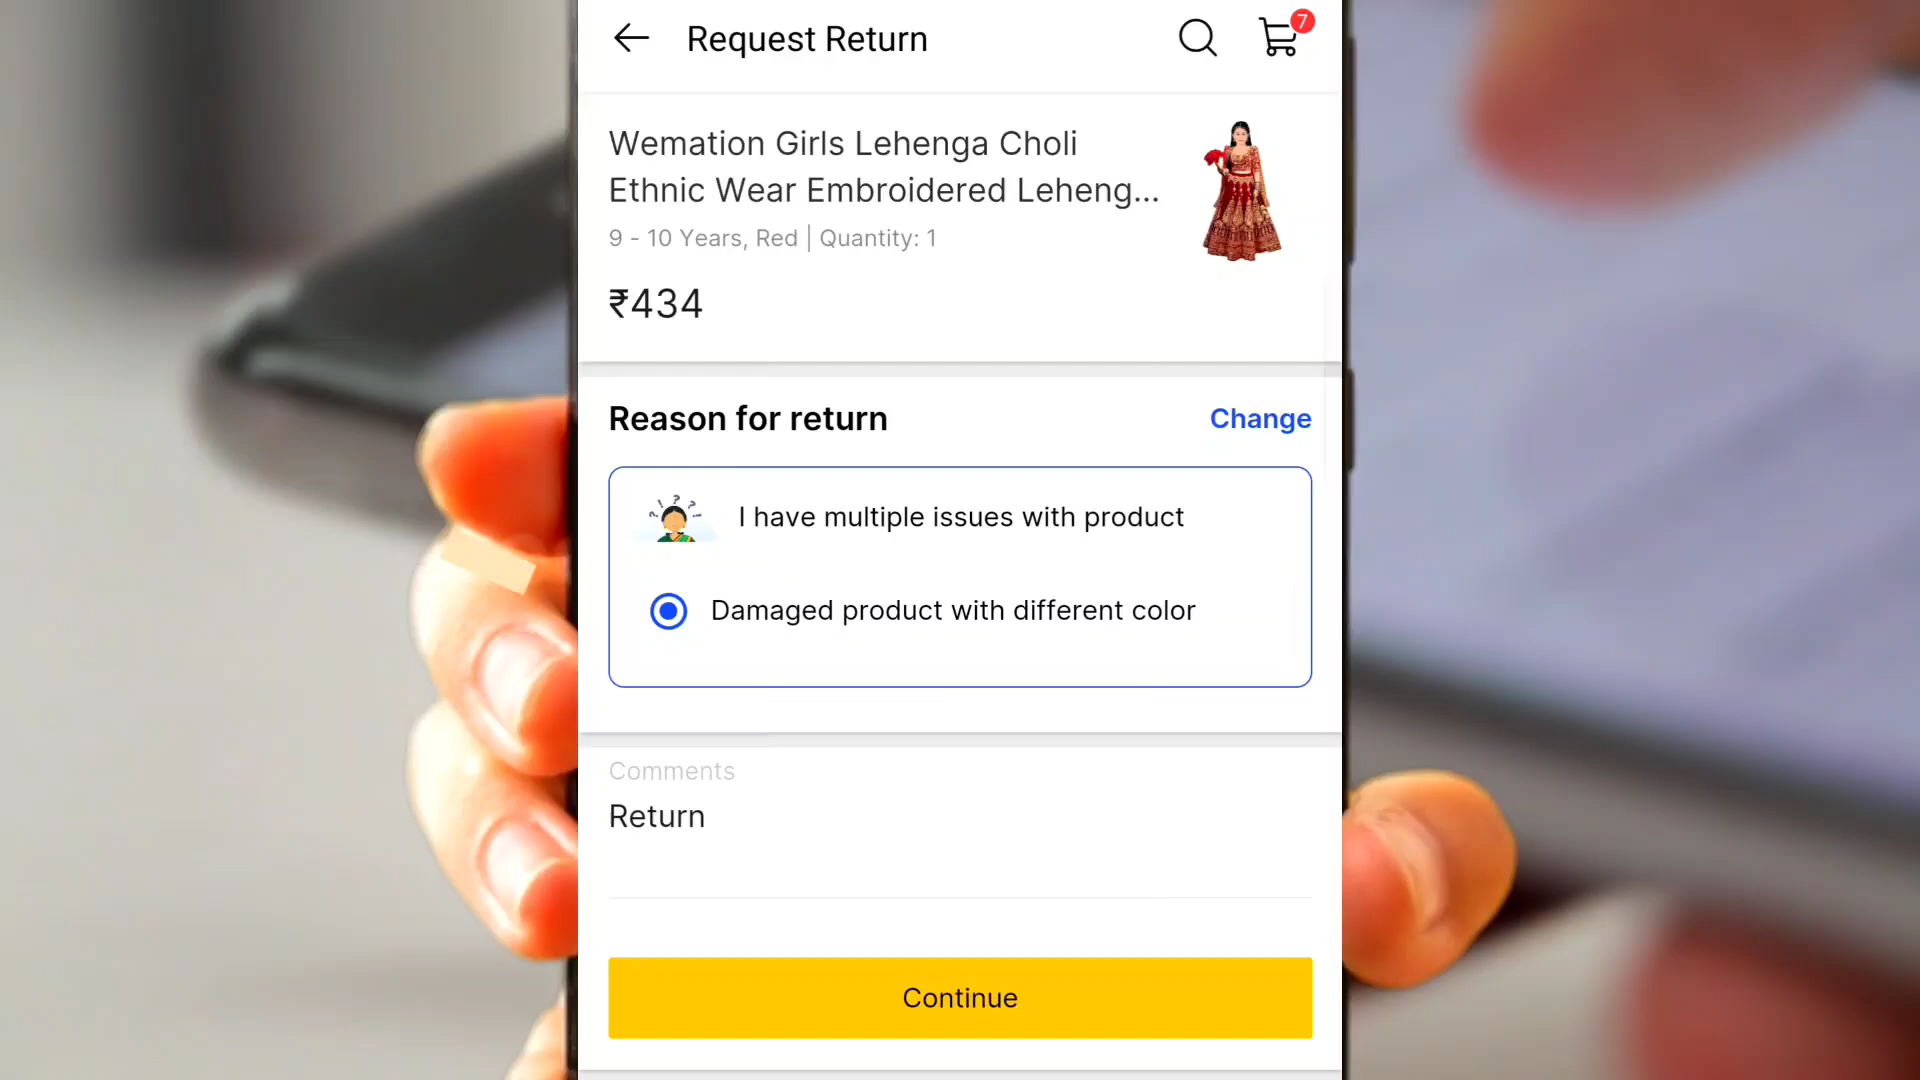 Request Return
7
Wemation Girls Lehenga Choli
Ethnic Wear Embroidered Leheng...
9 - 10 Years, Red | Quantity: 1
₹434
Reason for return
Change
I have multiple issues with product
Damaged product with different color
Comments
Return
Continue